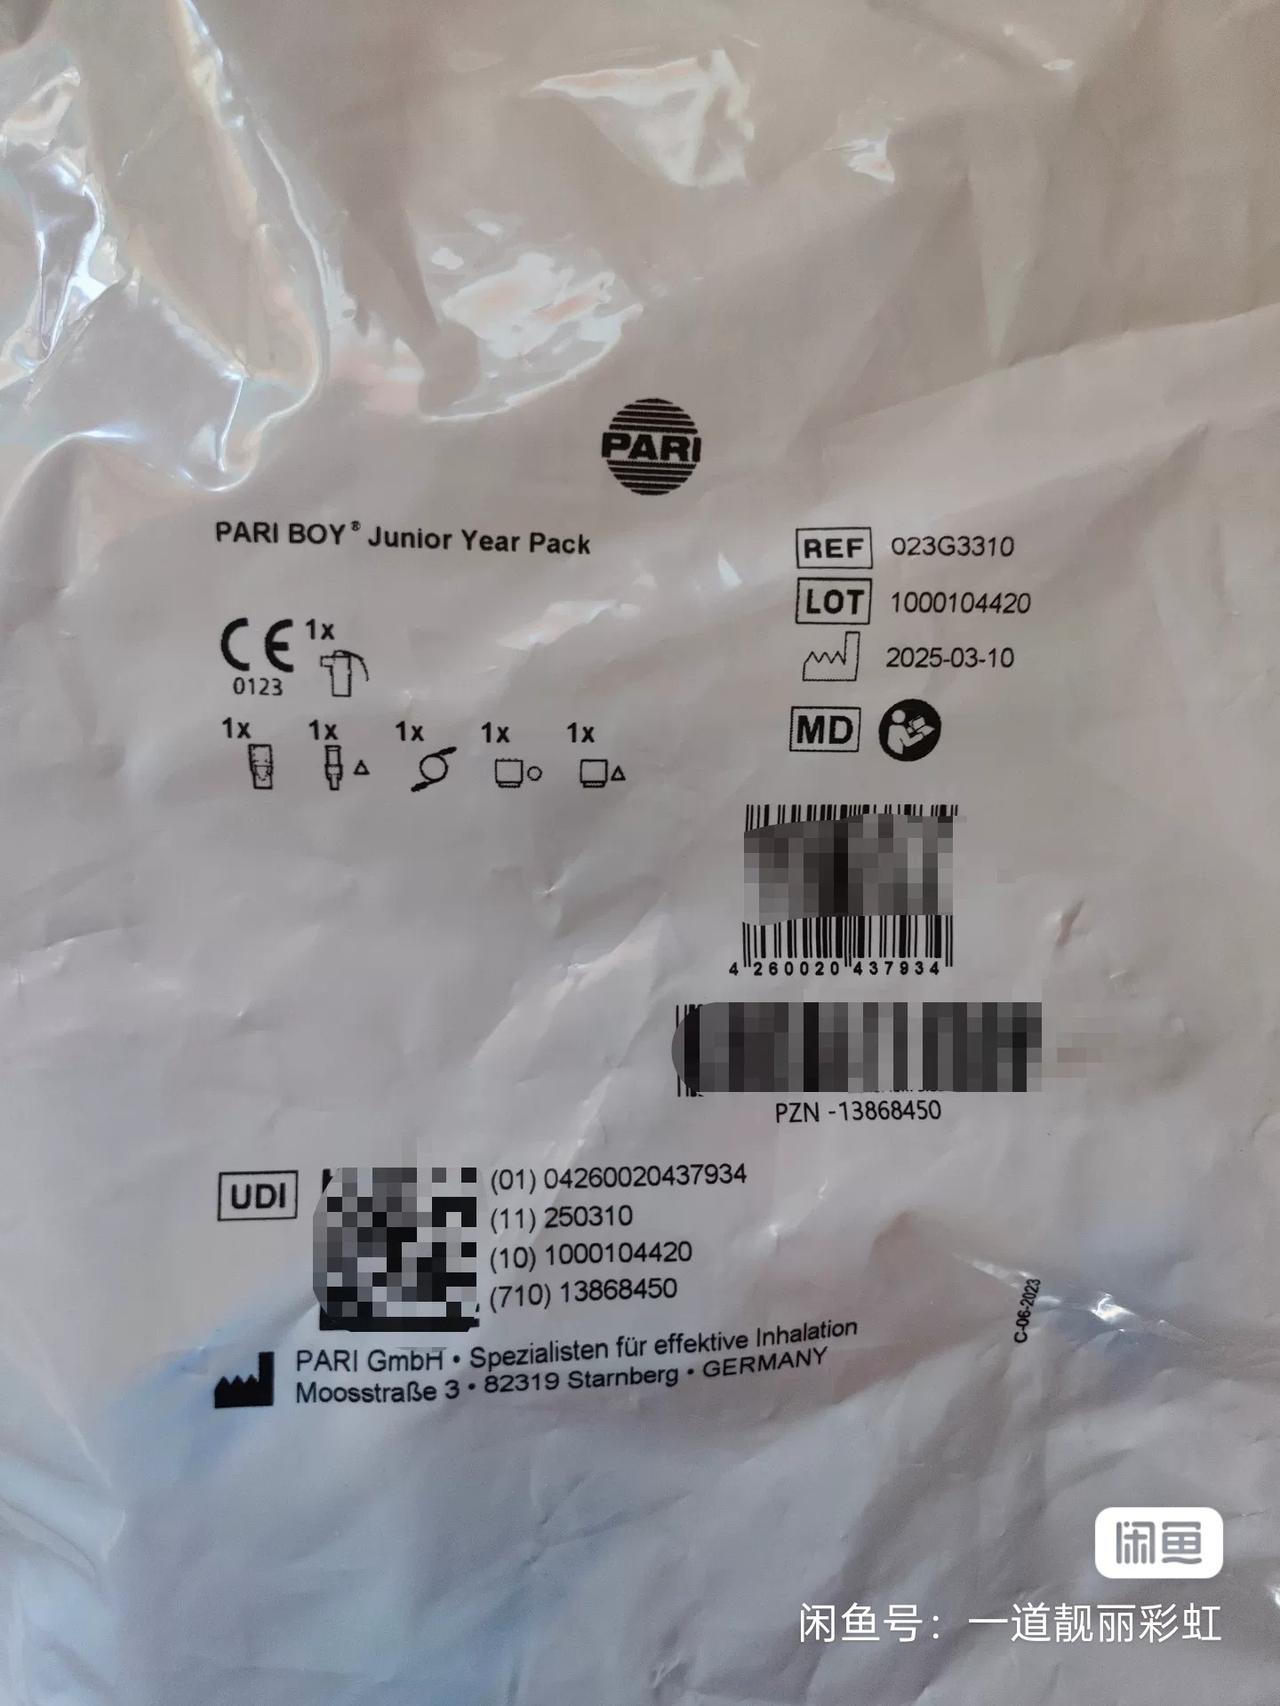 PARI
PARI BOY® Junior Year Pack
REF 023G3310
LOT 1000104420
2025-03-10
MD
CE 1x
0123
1x 1x 1x 1x 1x
4 260020 437934
PZN -13868450
UDI
(01) 04260020437934
(11) 250310
(10) 1000104420
(710) 13868450
PARI GmbH • Spezialisten für effektive Inhalation
Moosstraße 3 • 82319 Starnberg • GERMANY
C-06-2023
闲鱼
闲鱼号：一道靓丽彩虹